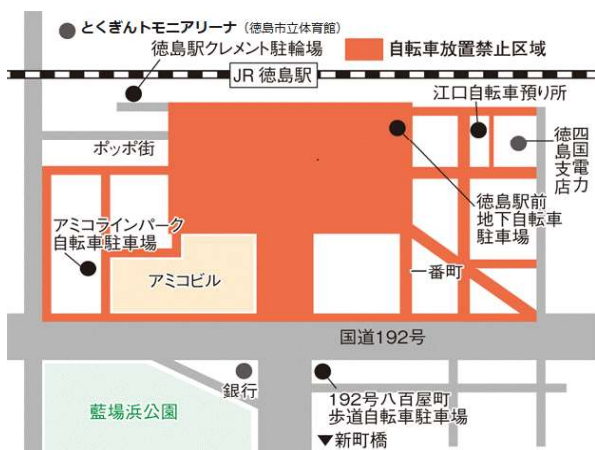 とくぎんトモニアリーナ（徳島市立体育館）
徳島駅クレメント駐輪場
自転車放置禁止区域
JR 徳島駅
江口自転車預り所
ポッポ街
四国電力
徳島支店
徳島駅前
地下自転車
駐車場
アミコラインパーク
自転車駐車場
アミコビル
一番町
国道192号
銀行
192号八百屋町
歩道自転車駐車場
藍場浜公園
▼新町橋